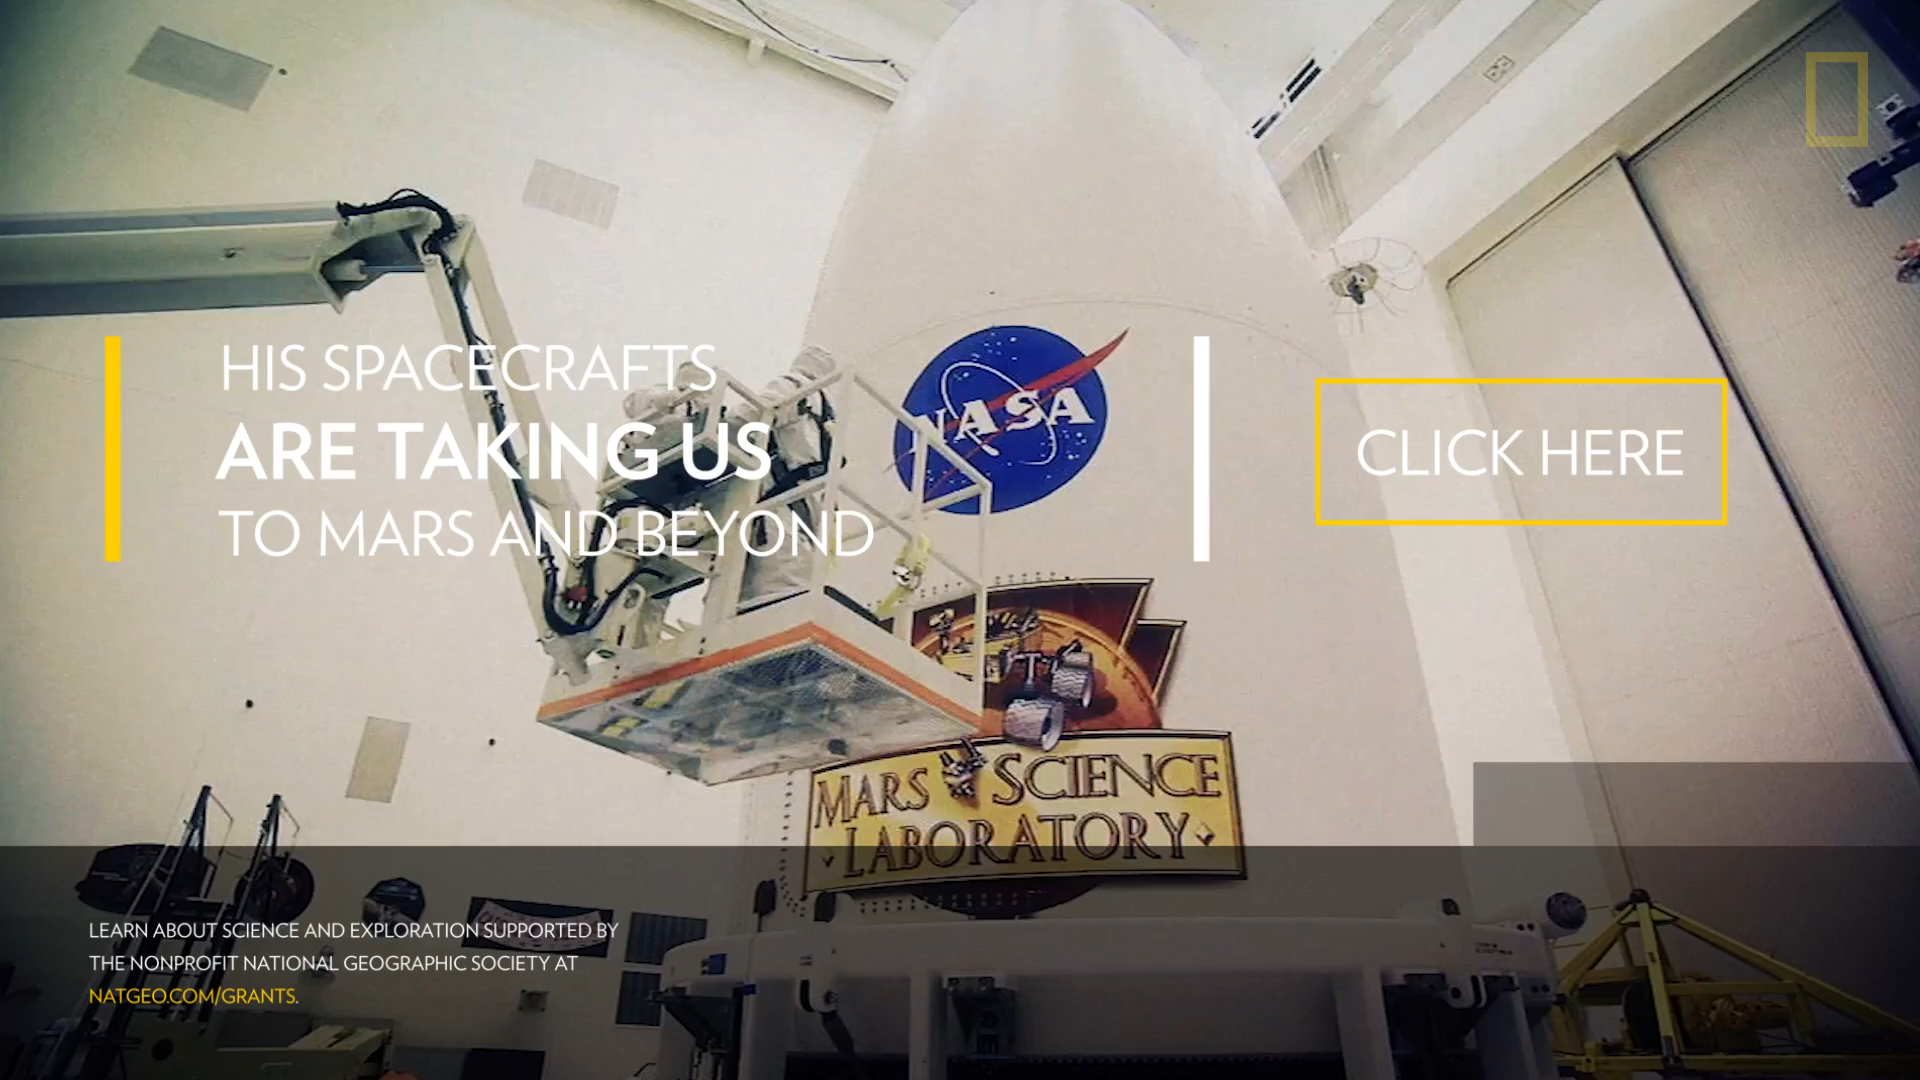 HIS SPACECRAFTS
ARE TAKING US
TO MARS AND BEYOND
CLICK HERE
NASA
MARS SCIENCE
LABORATORY
LEARN ABOUT SCIENCE AND EXPLORATION SUPPORTED BY
THE NONPROFIT NATIONAL GEOGRAPHIC SOCIETY AT
NATGEO.COM/GRANTS.